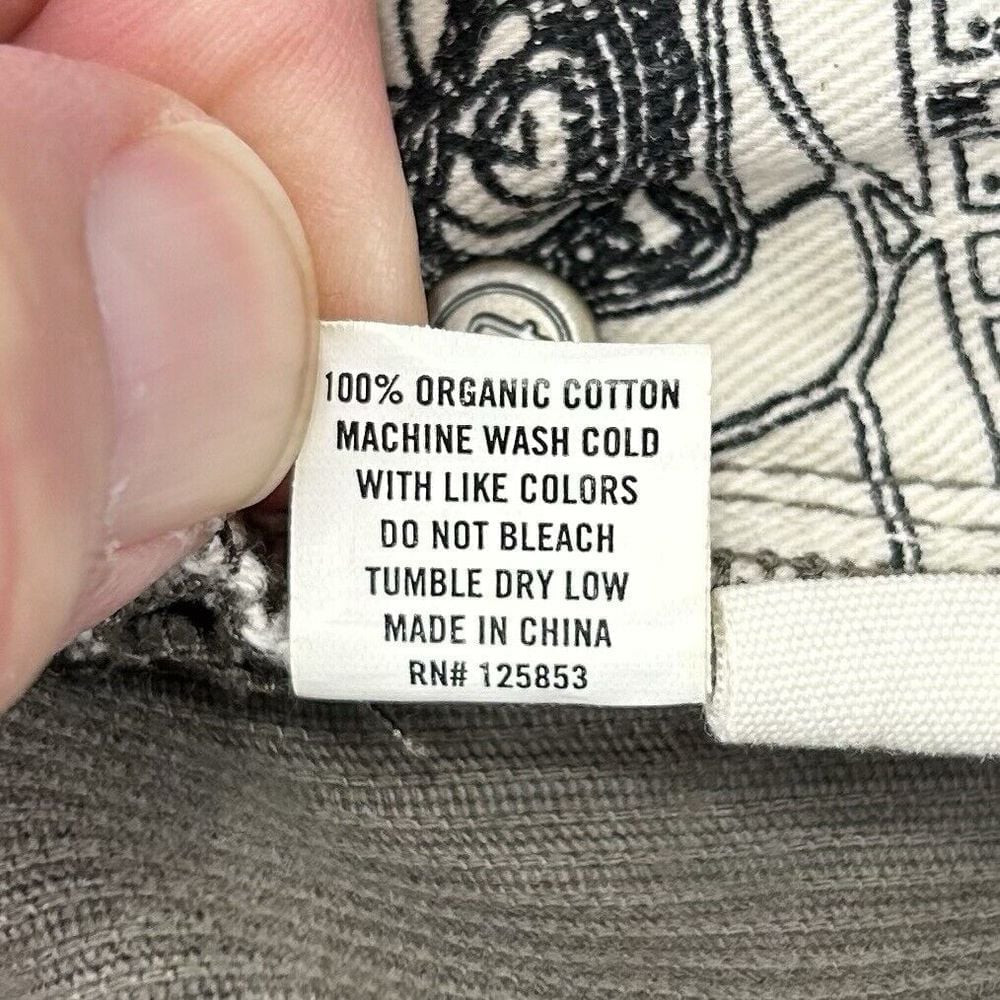 100% ORGANIC COTTON
MACHINE WASH COLD
WITH LIKE COLORS
DO NOT BLEACH
TUMBLE DRY LOW
MADE IN CHINA
RN# 125853